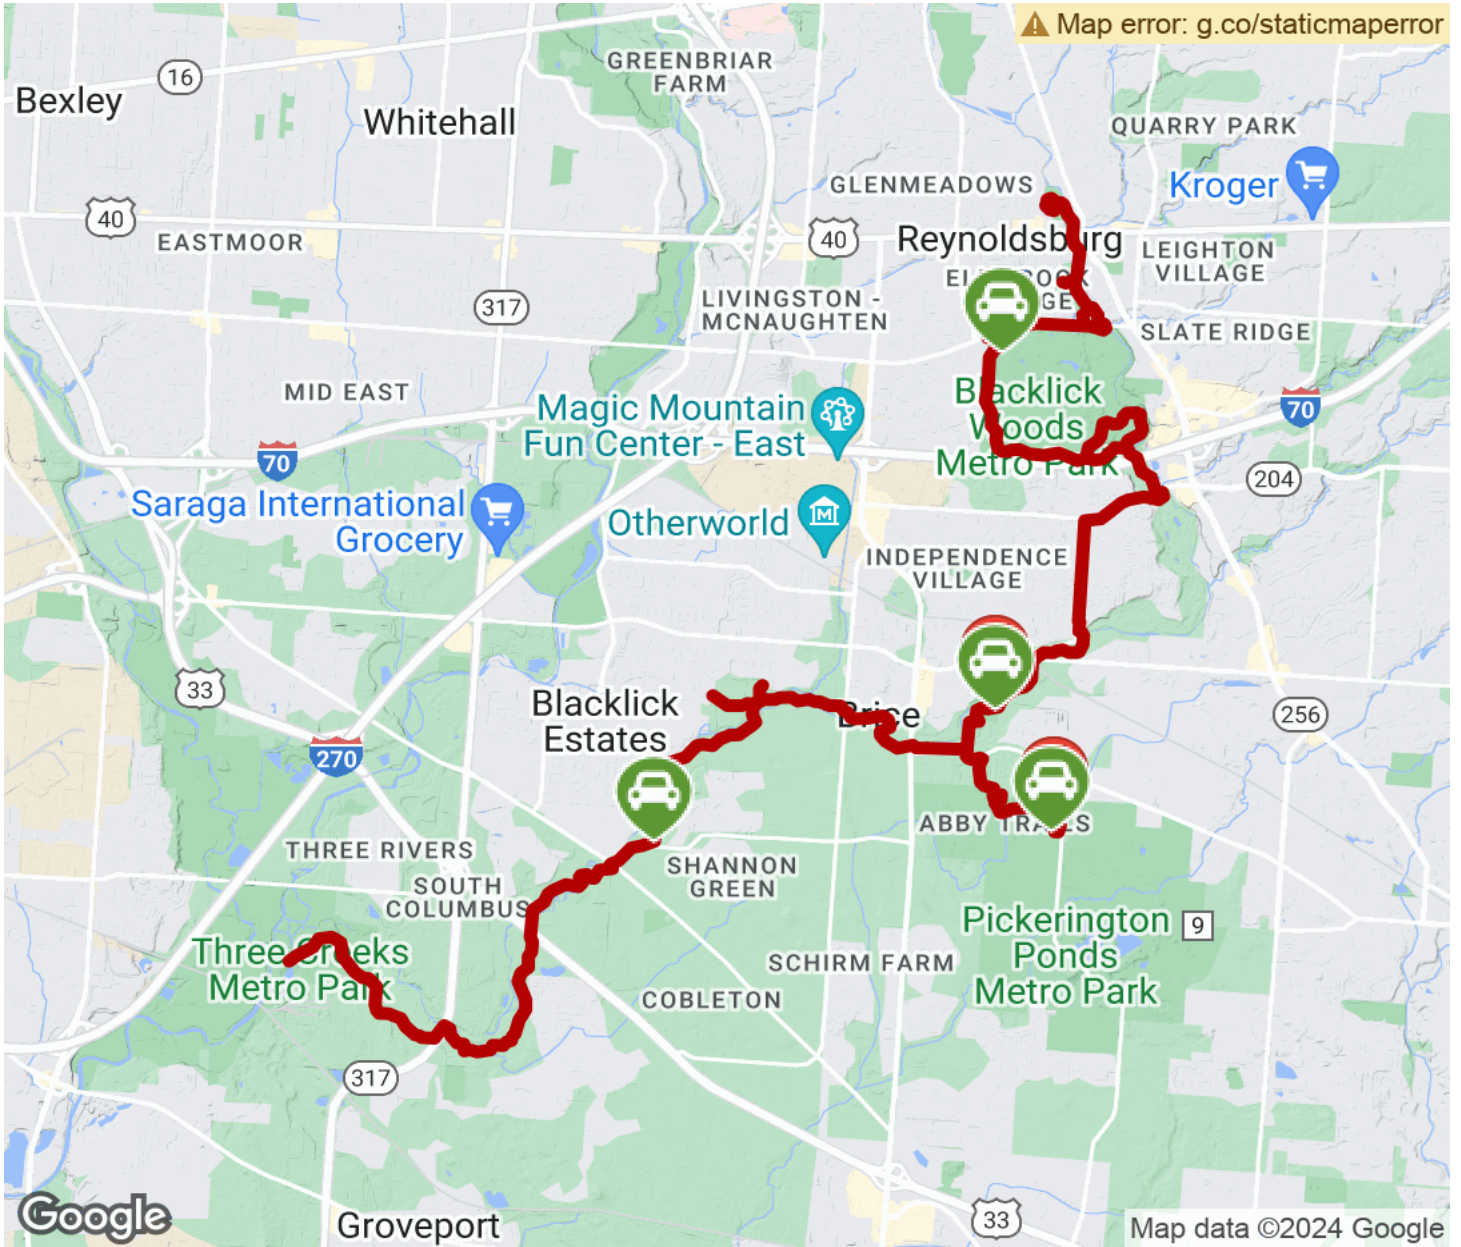 Map error: g.co/staticmaperror
GREENBRIAR
FARM
16
Bexley
Whitehall
QUARRY PARK
GLENMEADOWS
Kroger
40
EASTMOOR
40
Reynoldsburg
LEIGHTON
VILLAGE
317
LIVINGSTON -
MCNAUGHTEN
SLATE RIDGE
MID EAST
Magic Mountain
Fun Center - East
Blacklick
Woods
Metro Park
70
70
204
Saraga International
Grocery
Otherworld
INDEPENDENCE
VILLAGE
33
Blacklick
Estates
Brice
256
270
ABBY TRAILS
THREE RIVERS
SOUTH
COLUMBUS
SHANNON
GREEN
Three Creeks
Metro Park
Pickerington
Ponds
Metro Park
9
SCHIRM FARM
COBLETON
317
Google
Groveport
33
Map data ©2024 Google